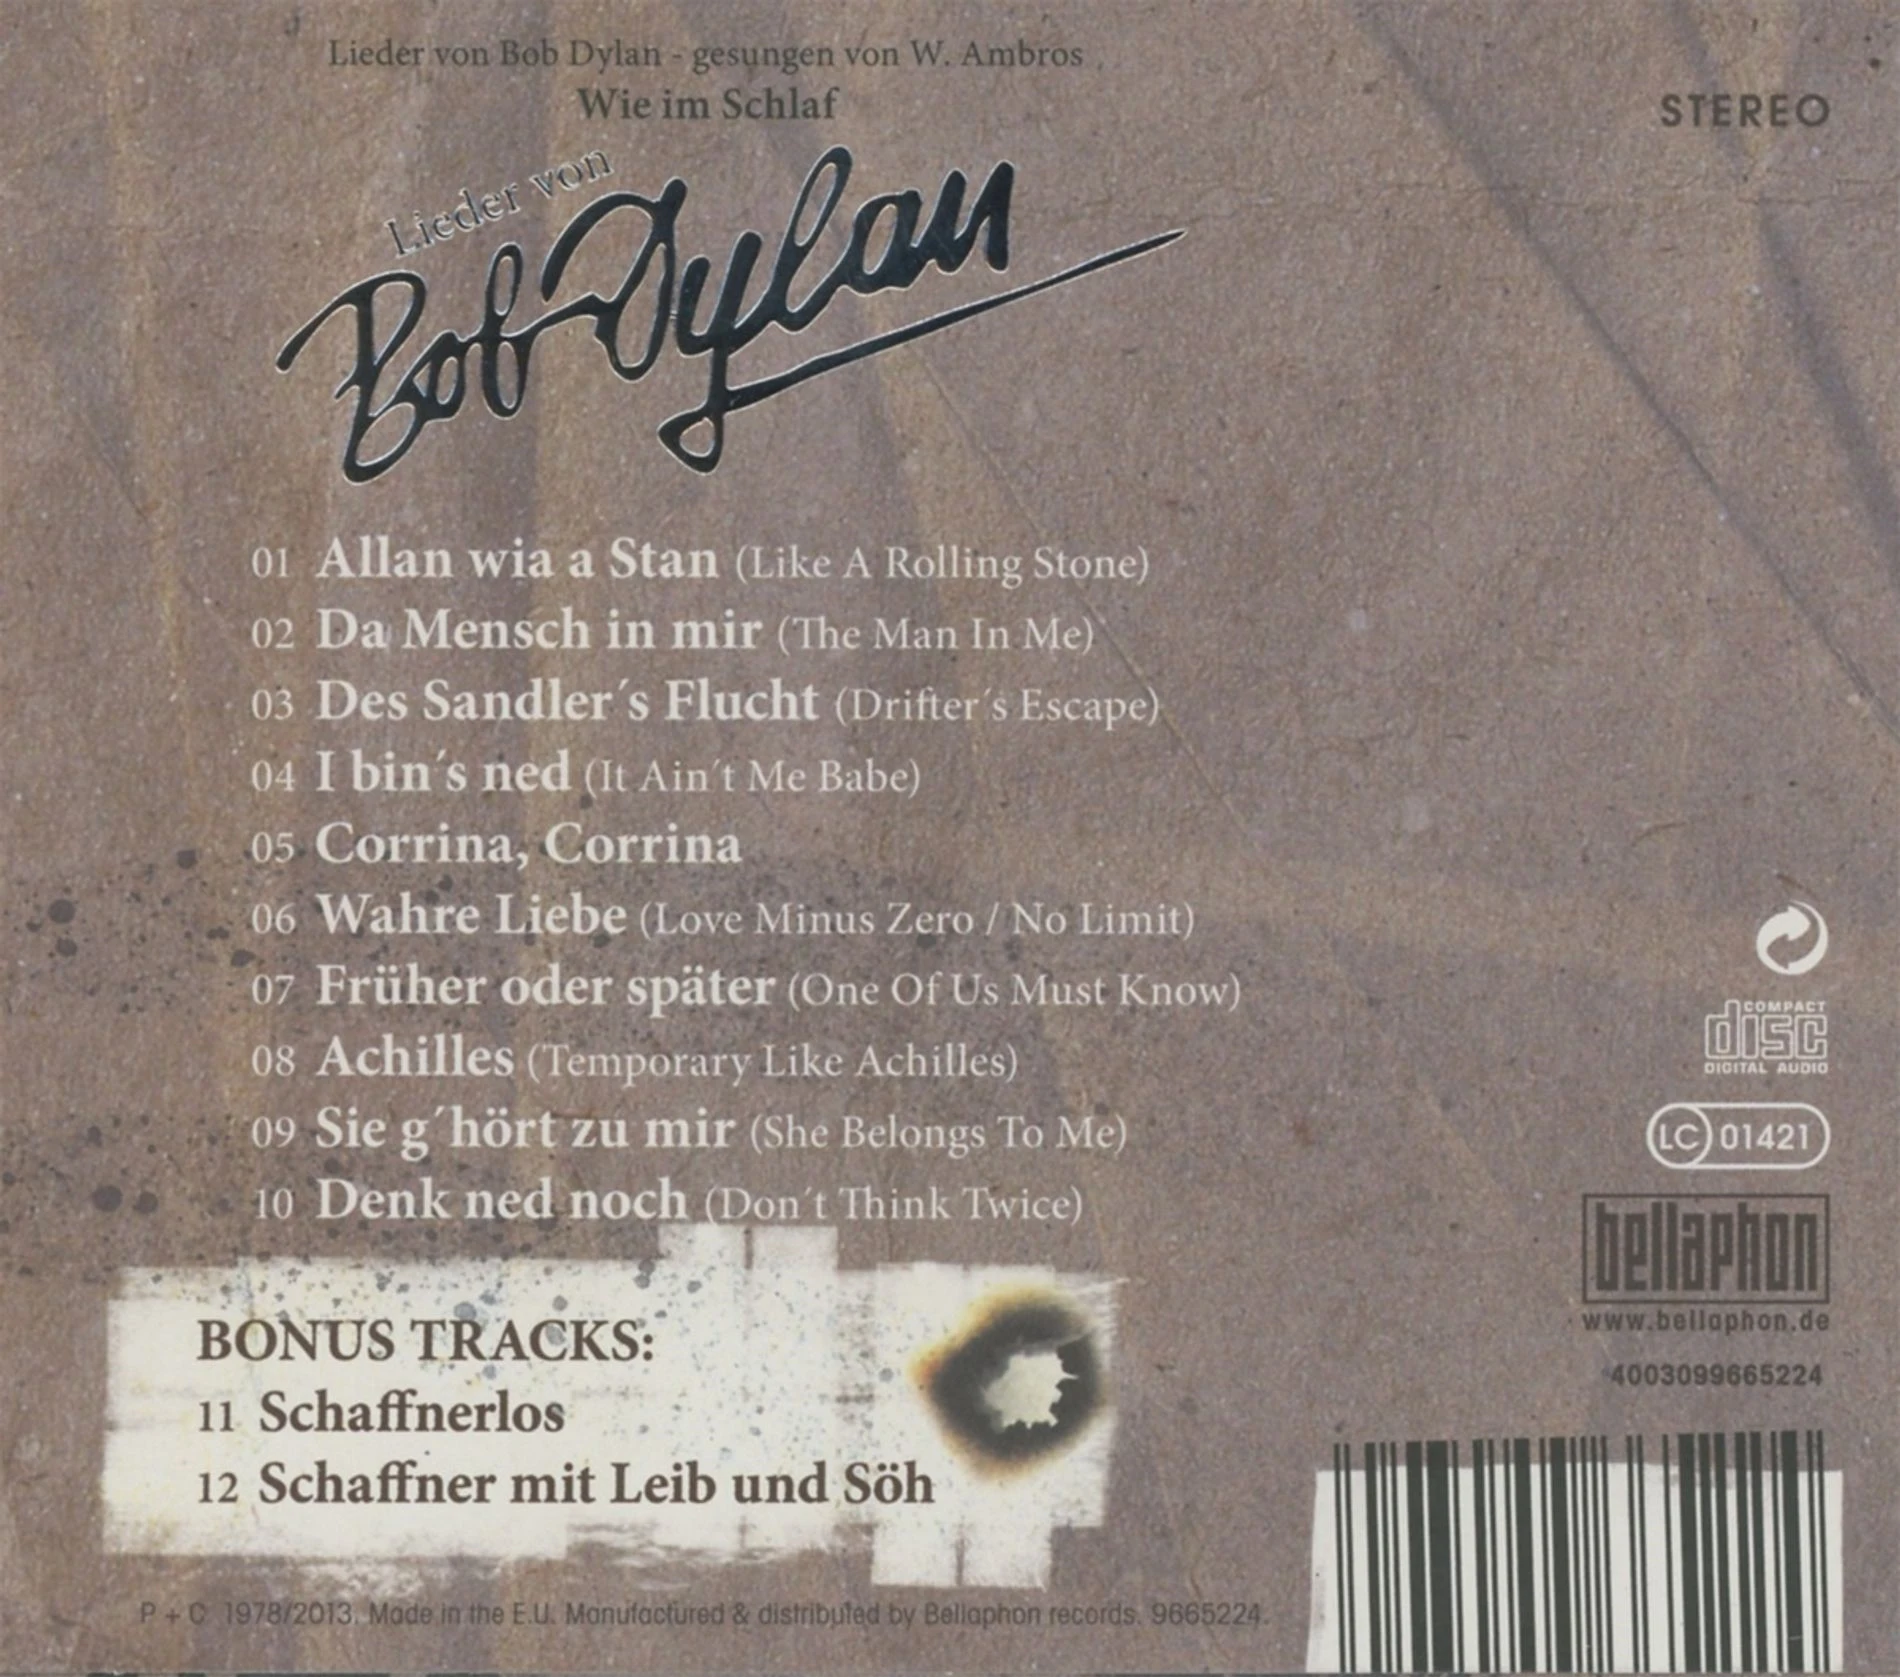 Lieder von Bob Dylan - gesungen von W. Ambros
Wie im Schlaf
STEREO
Lieder von
Bob Dylan
01 Allan wia a Stan (Like A Rolling Stone)
02 Da Mensch in mir (The Man In Me)
03 Des Sandler´s Flucht (Drifter´s Escape)
04 I bin´s ned (It Ain´t Me Babe)
05 Corrina, Corrina
06 Wahre Liebe (Love Minus Zero / No Limit)
07 Früher oder später (One Of Us Must Know)
08 Achilles (Temporary Like Achilles)
09 Sie g´hört zu mir (She Belongs To Me)
10 Denk ned noch (Don´t Think Twice)
BONUS TRACKS:
11 Schaffnerlos
12 Schaffner mit Leib und Söh
COMPACT
disc
DIGITAL AUDIO
LC 01421
bellaphon
www.bellaphon.de
4003099665224
P + C 1978/2013. Made in the E.U. Manufactured & distributed by Bellaphon records. 9665224.